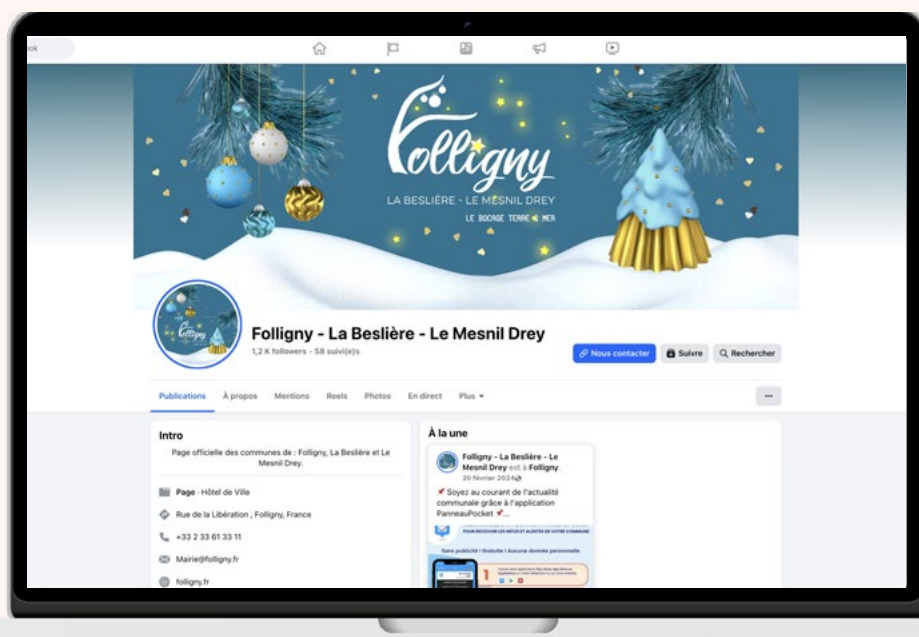 ook
Folligny
LA BESLIÈRE - LE MESNIL DREY
LE BOCAGE TERRE & MER
Folligny
Folligny - La Beslière - Le Mesnil Drey
1,2 K followers • 58 suivi(e)s
Nous contacter
Suivre
Rechercher
Publications À propos Mentions Reels Photos En direct Plus
Intro
Page officielle des communes de : Folligny, La Beslière et Le
Mesnil Drey.
Page · Hôtel de Ville
Rue de la Libération , Folligny, France
+33 2 33 61 33 11
Mairie@folligny.fr
folligny.fr
À la une
Folligny - La Beslière - Le
Mesnil Drey est à Folligny.
20 février 2024
Soyez au courant de l'actualité
communale grâce à l'application
PanneauPocket ...
POUR RECEVOIR LES INFOS ET ALERTES DE VOTRE COMMUNE
Sans publicité ! Gratuite ! Aucune donnée personnelle
1